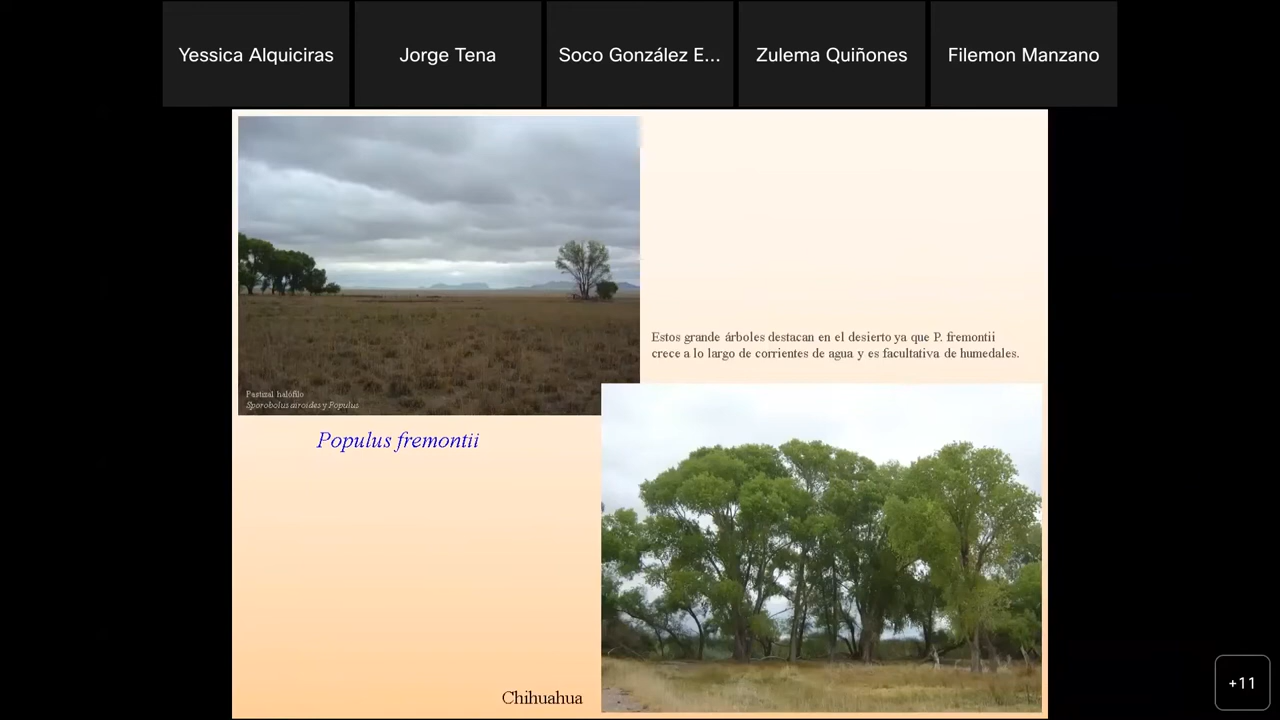 Yessica Alquiciras
Jorge Tena
Soco González E...
Zulema Quiñones
Filemon Manzano
Estos grande árboles destacan en el desierto ya que P. fremontii
crece a lo largo de corrientes de agua y es facultativa de humedales.
Pastizal halófilo
Sporobolus airoides y Populus
Populus fremontii
Chihuahua
+11